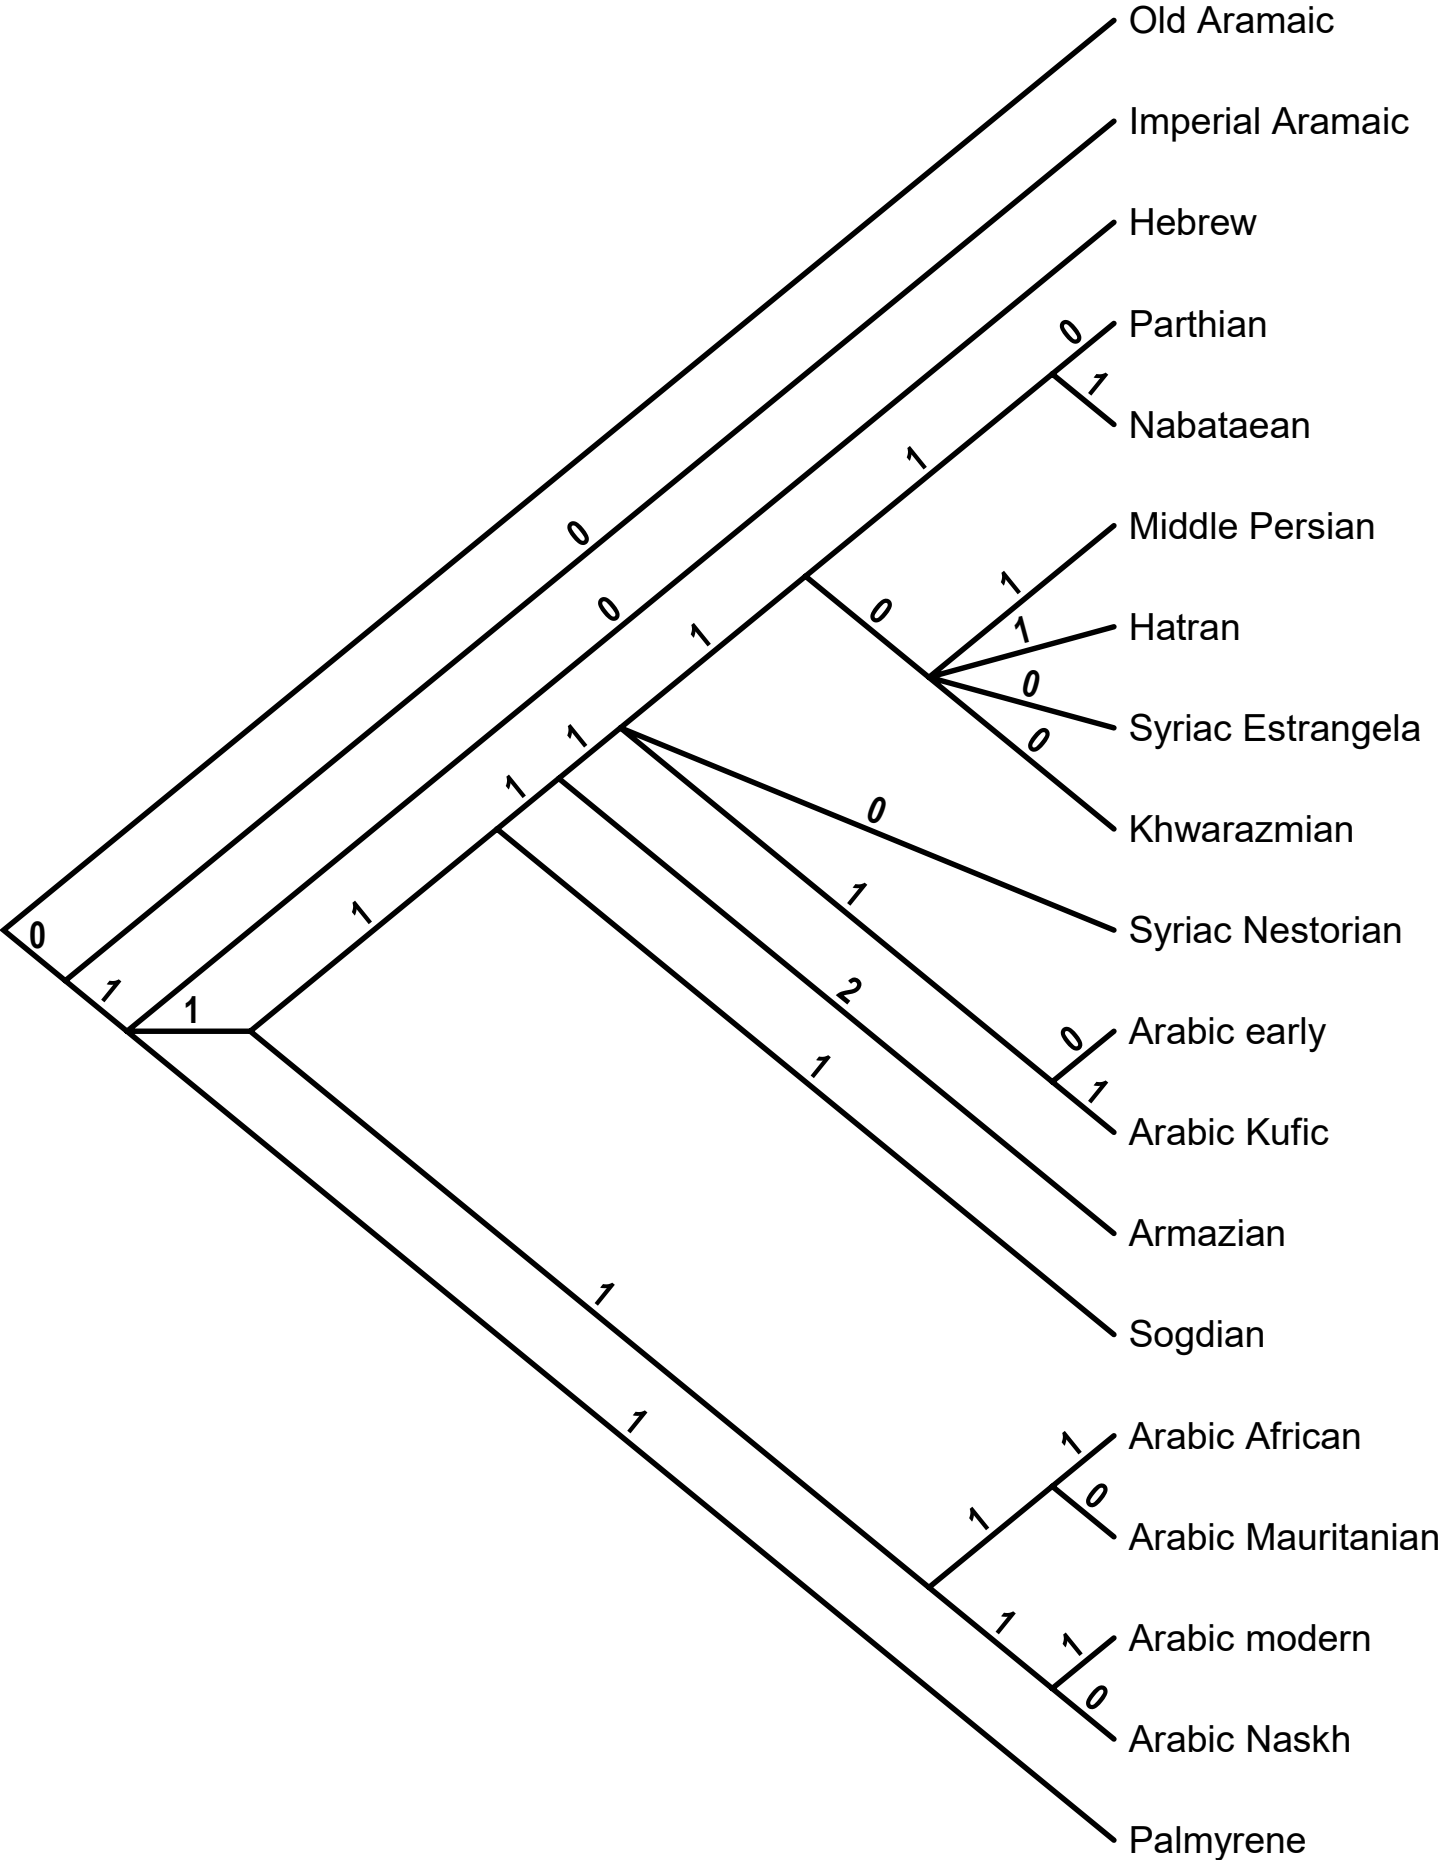 Old Aramaic
Imperial Aramaic
Hebrew
0 Parthian
1
Nabataean
1
Middle Persian
0
1
Hatran
1
0
0
1
0
Syriac Estrangela
1
0
Khwarazmian
1
0
1
1
Syriac Nestorian
0
1
2
1
Arabic early
0
1
1
Arabic Kufic
Armazian
1
Sogdian
1
1
Arabic African
0
1
Arabic Mauritanian
1
1
Arabic modern
0
Arabic Naskh
Palmyrene